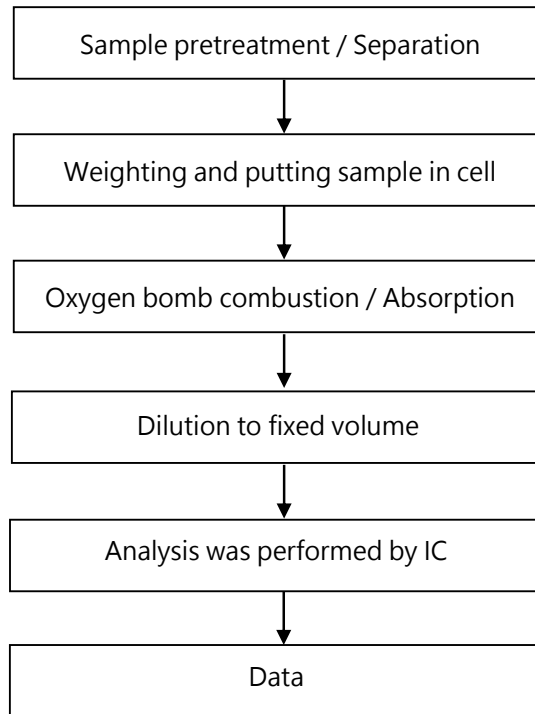 Sample pretreatment / Separation
Weighting and putting sample in cell
Oxygen bomb combustion / Absorption
Dilution to fixed volume
Analysis was performed by IC
Data